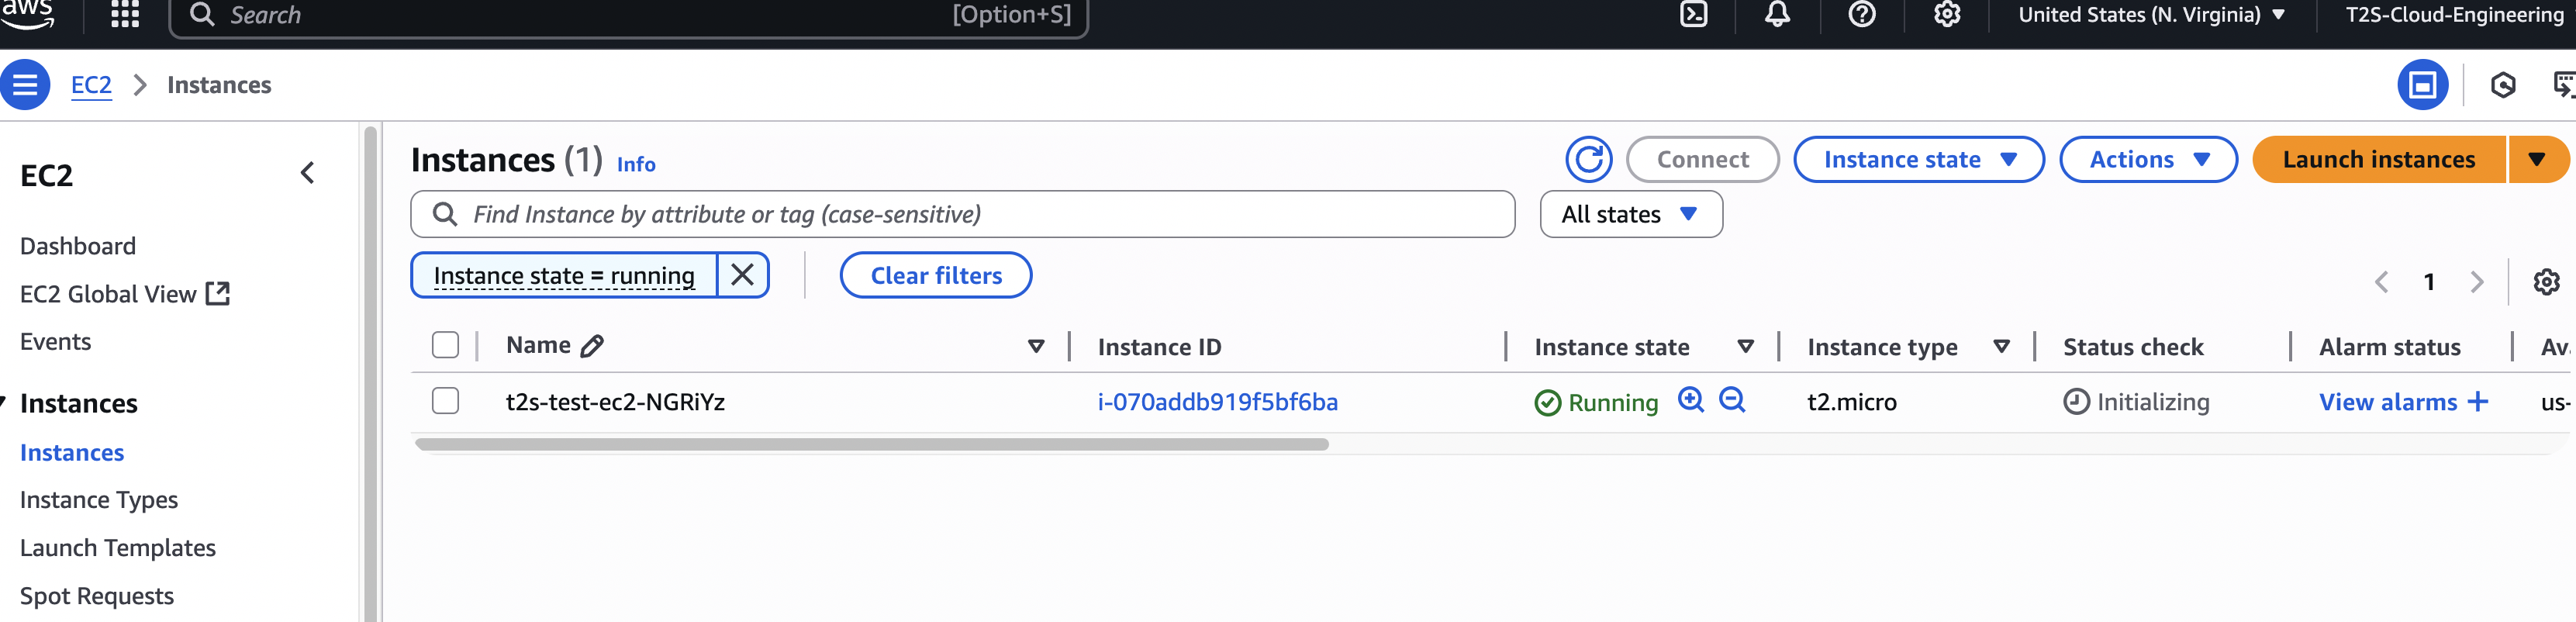 aws
Search
[Option+S]
United States (N. Virginia)
T2S-Cloud-Engineering
EC2
Instances
EC2
Dashboard
EC2 Global View
Events
Instances
Instances
Instance Types
Launch Templates
Spot Requests
Instances (1) Info
Connect
Instance state
Actions
Launch instances
Find Instance by attribute or tag (case-sensitive)
All states
Instance state = running
Clear filters
1
Name
Instance ID
Instance state
Instance type
Status check
Alarm status
Av
t2s-test-ec2-NGRiYz
i-070addb919f5bf6ba
Running
t2.micro
Initializing
View alarms +
us-